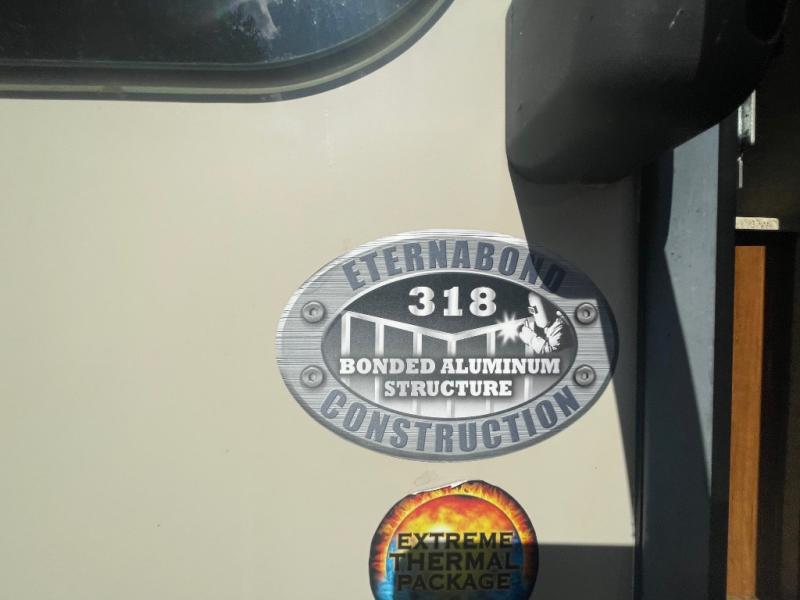 ETERNABOND
318
BONDED ALUMINUM
STRUCTURE
CONSTRUCTION
EXTREME
THERMAL
PACKAGE